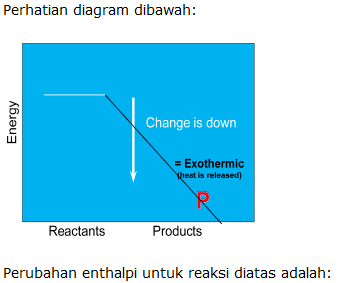 Perhatian diagram dibawah:
Energy
Change is down
= Exothermic
(heat is released)
P
Reactants Products
Perubahan enthalpi untuk reaksi diatas adalah: